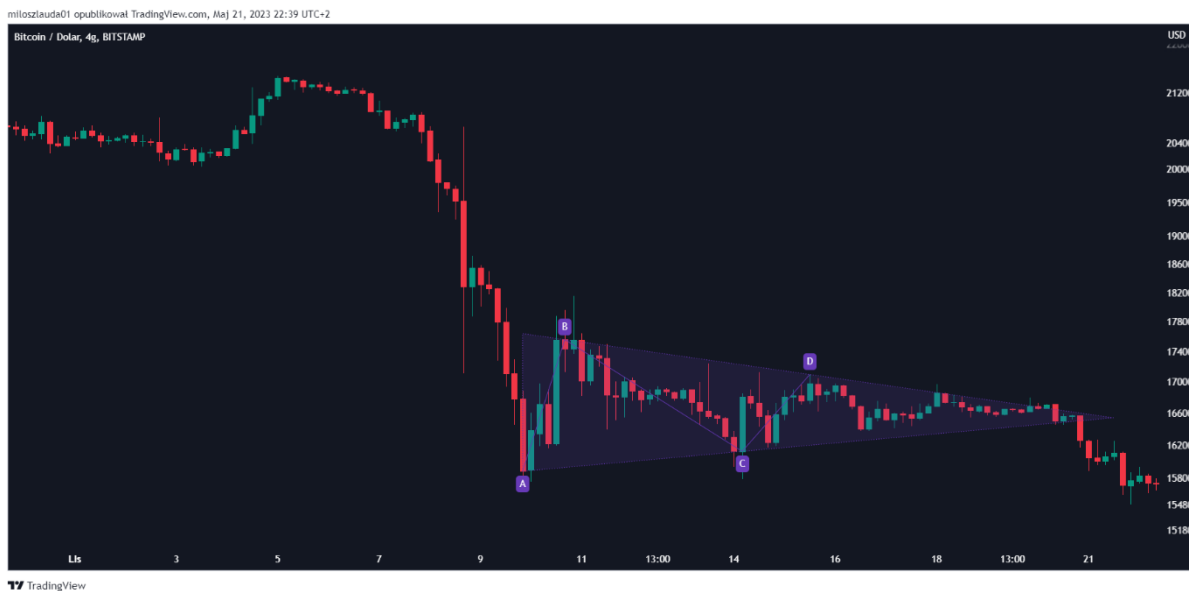 miloszlauda01 opublikował TradingView.com, Maj 21, 2023 22:39 UTC+2
Bitcoin / Dolar, 4g, BITSTAMP
USD
21200
20400
20000
19500
19000
18600
18200
17800
17400
17000
16600
16200
15800
15480
15180
B
D
C
A
Lis
3
5
7
9
11
13:00
14
16
18
13:00
21
TradingView